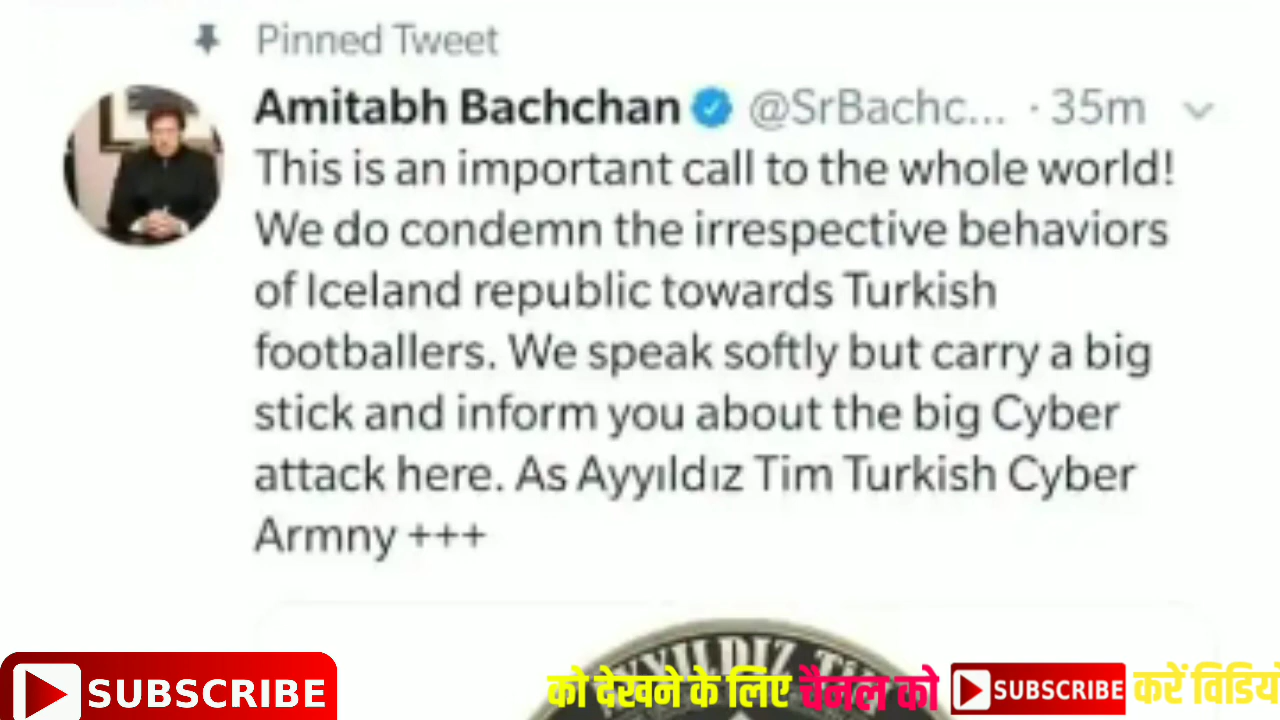 Pinned Tweet
Amitabh Bachchan @SrBachc... · 35m
This is an important call to the whole world!
We do condemn the irrespective behaviors
of Iceland republic towards Turkish
footballers. We speak softly but carry a big
stick and inform you about the big Cyber
attack here. As Ayyıldız Tim Turkish Cyber
Armny +++
AYYILDIZ TİM
SUBSCRIBE
को देखने के लिए चैनल को SUBSCRIBE करें विडिय